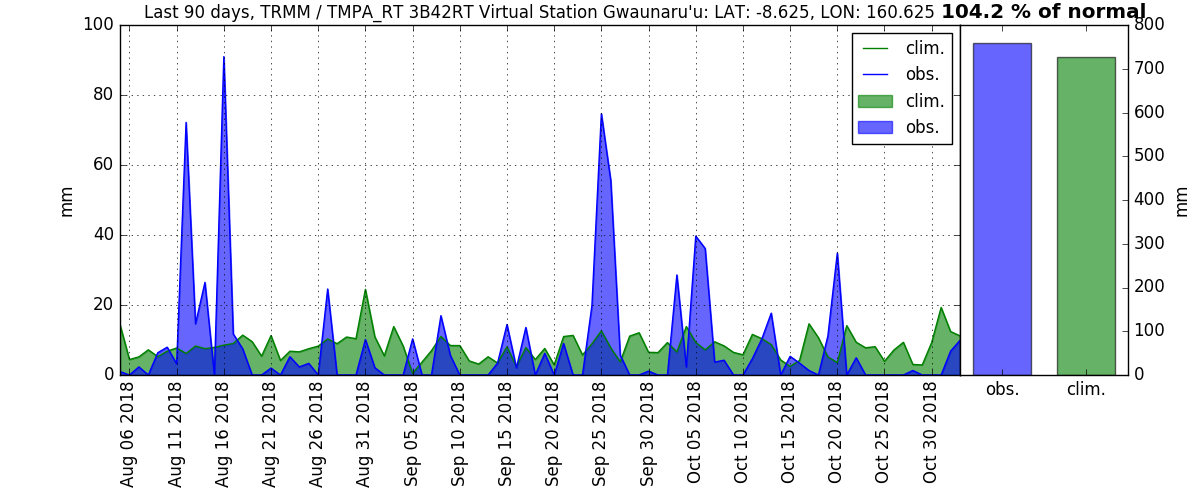 Last 90 days, TRMM / TMPA_RT 3B42RT Virtual Station Gwaunaru'u: LAT: -8.625, LON: 160.625 104.2 % of normal
100
80
60
40
20
0
mm
clim.
obs.
clim.
obs.
800
700
600
500
400
300
200
100
0
mm
obs.
clim.
Aug 06 2018
Aug 11 2018
Aug 16 2018
Aug 21 2018
Aug 26 2018
Aug 31 2018
Sep 05 2018
Sep 10 2018
Sep 15 2018
Sep 20 2018
Sep 25 2018
Sep 30 2018
Oct 05 2018
Oct 10 2018
Oct 15 2018
Oct 20 2018
Oct 25 2018
Oct 30 2018